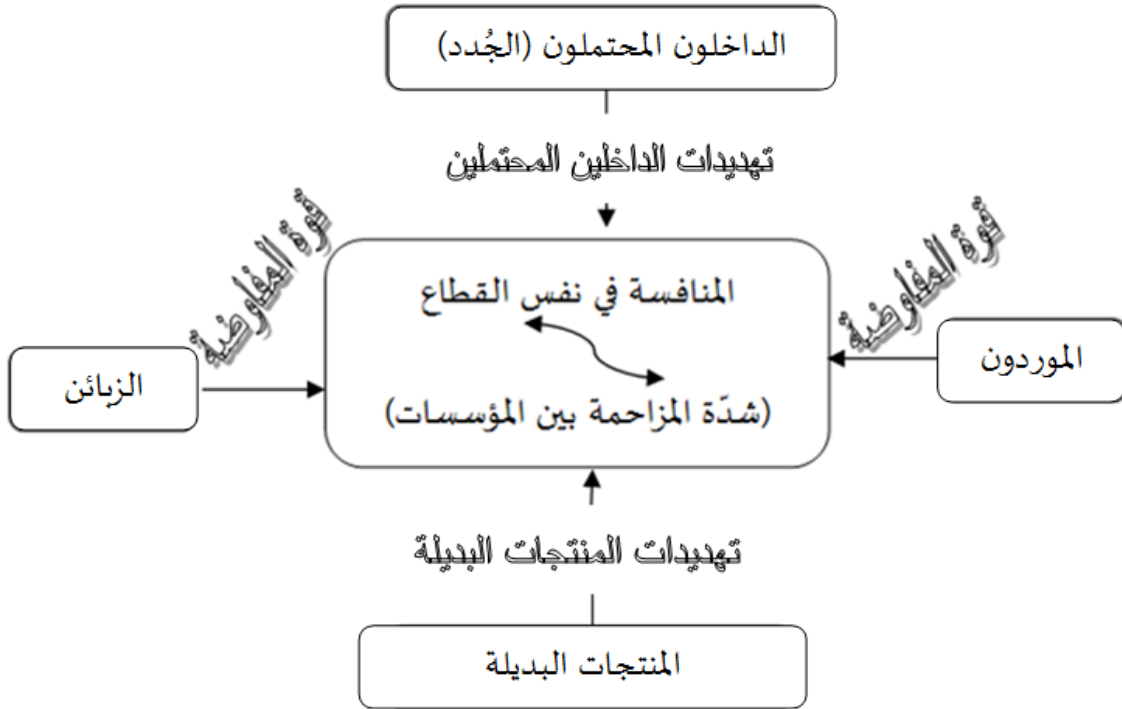 الداخلون المحتملون (الجُدد)
تهديدات الداخلين المحتملين
قوة المفاوضة
قوة المفاوضة
المنافسة في نفس القطاع
الموردون
الزبائن
(شدّة المزاحمة بين المؤسسات)
تهديدات المنتجات البديلة
المنتجات البديلة